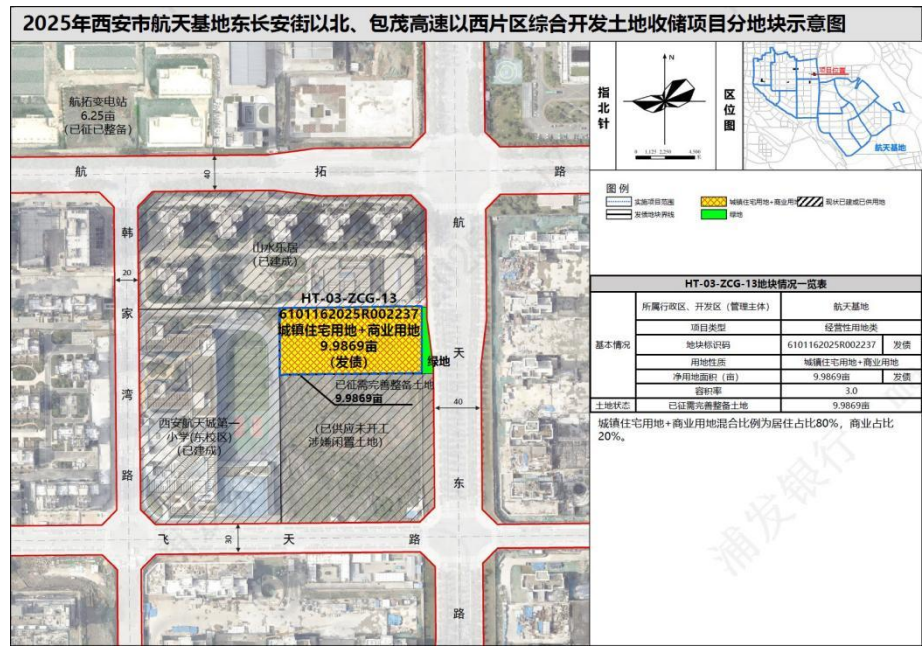 2025年西安市航天基地东长安街以北、包茂高速以西片区综合开发土地收储项目分地块示意图
航拓变电站
6.25亩
(已征已整备)
航 拓 路
40
韩家湾路
20
山水乐居
(已建成)
HT-03-ZCG-13
6101162025R002237
城镇住宅用地+商业用地
9.9869亩
(发债)
绿地
已征需完善整备土地
9.9869亩
西安航天城第一
小学(东校区)
(已建成)
(已供应未开工
涉嫌闲置土地)
航天东路
40
飞 天 路
30
指北针
N
0 1,125 2,250 4,500
米
区位图
项目位置
航天基地
图 例
实施项目范围
城镇住宅用地+商业用地
现状已建或已供用地
发债地块界线
绿地
HT-03-ZCG-13地块情况一览表
基本情况 所属行政区、开发区（管理主体） 航天基地
项目类型 经营性用地类
地块标识码 6101162025R002237 发债
用地性质 城镇住宅用地+商业用地
净用地面积（亩） 9.9869亩 发债
容积率 3.0
土地状态 已征需完善整备土地 9.9869亩
城镇住宅用地+商业用地混合比例为居住占比80%，商业占比
20%。
浦发银行